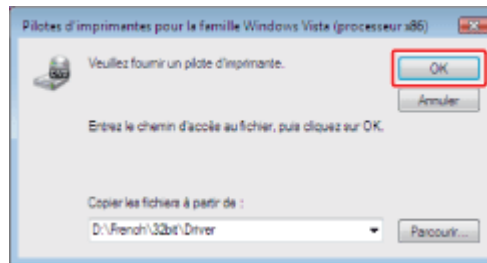 Pilotes d'imprimantes pour la famille Windows Vista (processeur x86)
Veuillez fournir un pilote d'imprimante.
OK
Annuler
Entrez le chemin d'accès au fichier, puis cliquez sur OK.
Copier les fichiers à partir de :
D:\French\32bit\Driver
Parcourir...